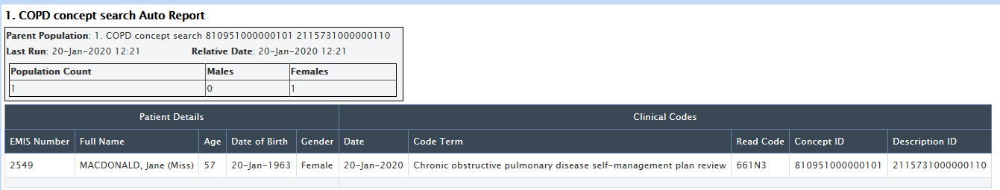 1. COPD concept search Auto Report
Parent Population: 1. COPD concept search 810951000000101 2115731000000110
Last Run: 20-Jan-2020 12:21 Relative Date: 20-Jan-2020 12:21
Population Count Males Females
1 0 1
Patient Details Clinical Codes
EMIS Number Full Name Age Date of Birth Gender Date Code Term Read Code Concept ID Description ID
2549 MACDONALD, Jane (Miss) 57 20-Jan-1963 Female 20-Jan-2020 Chronic obstructive pulmonary disease self-management plan review 661N3 810951000000101 2115731000000110